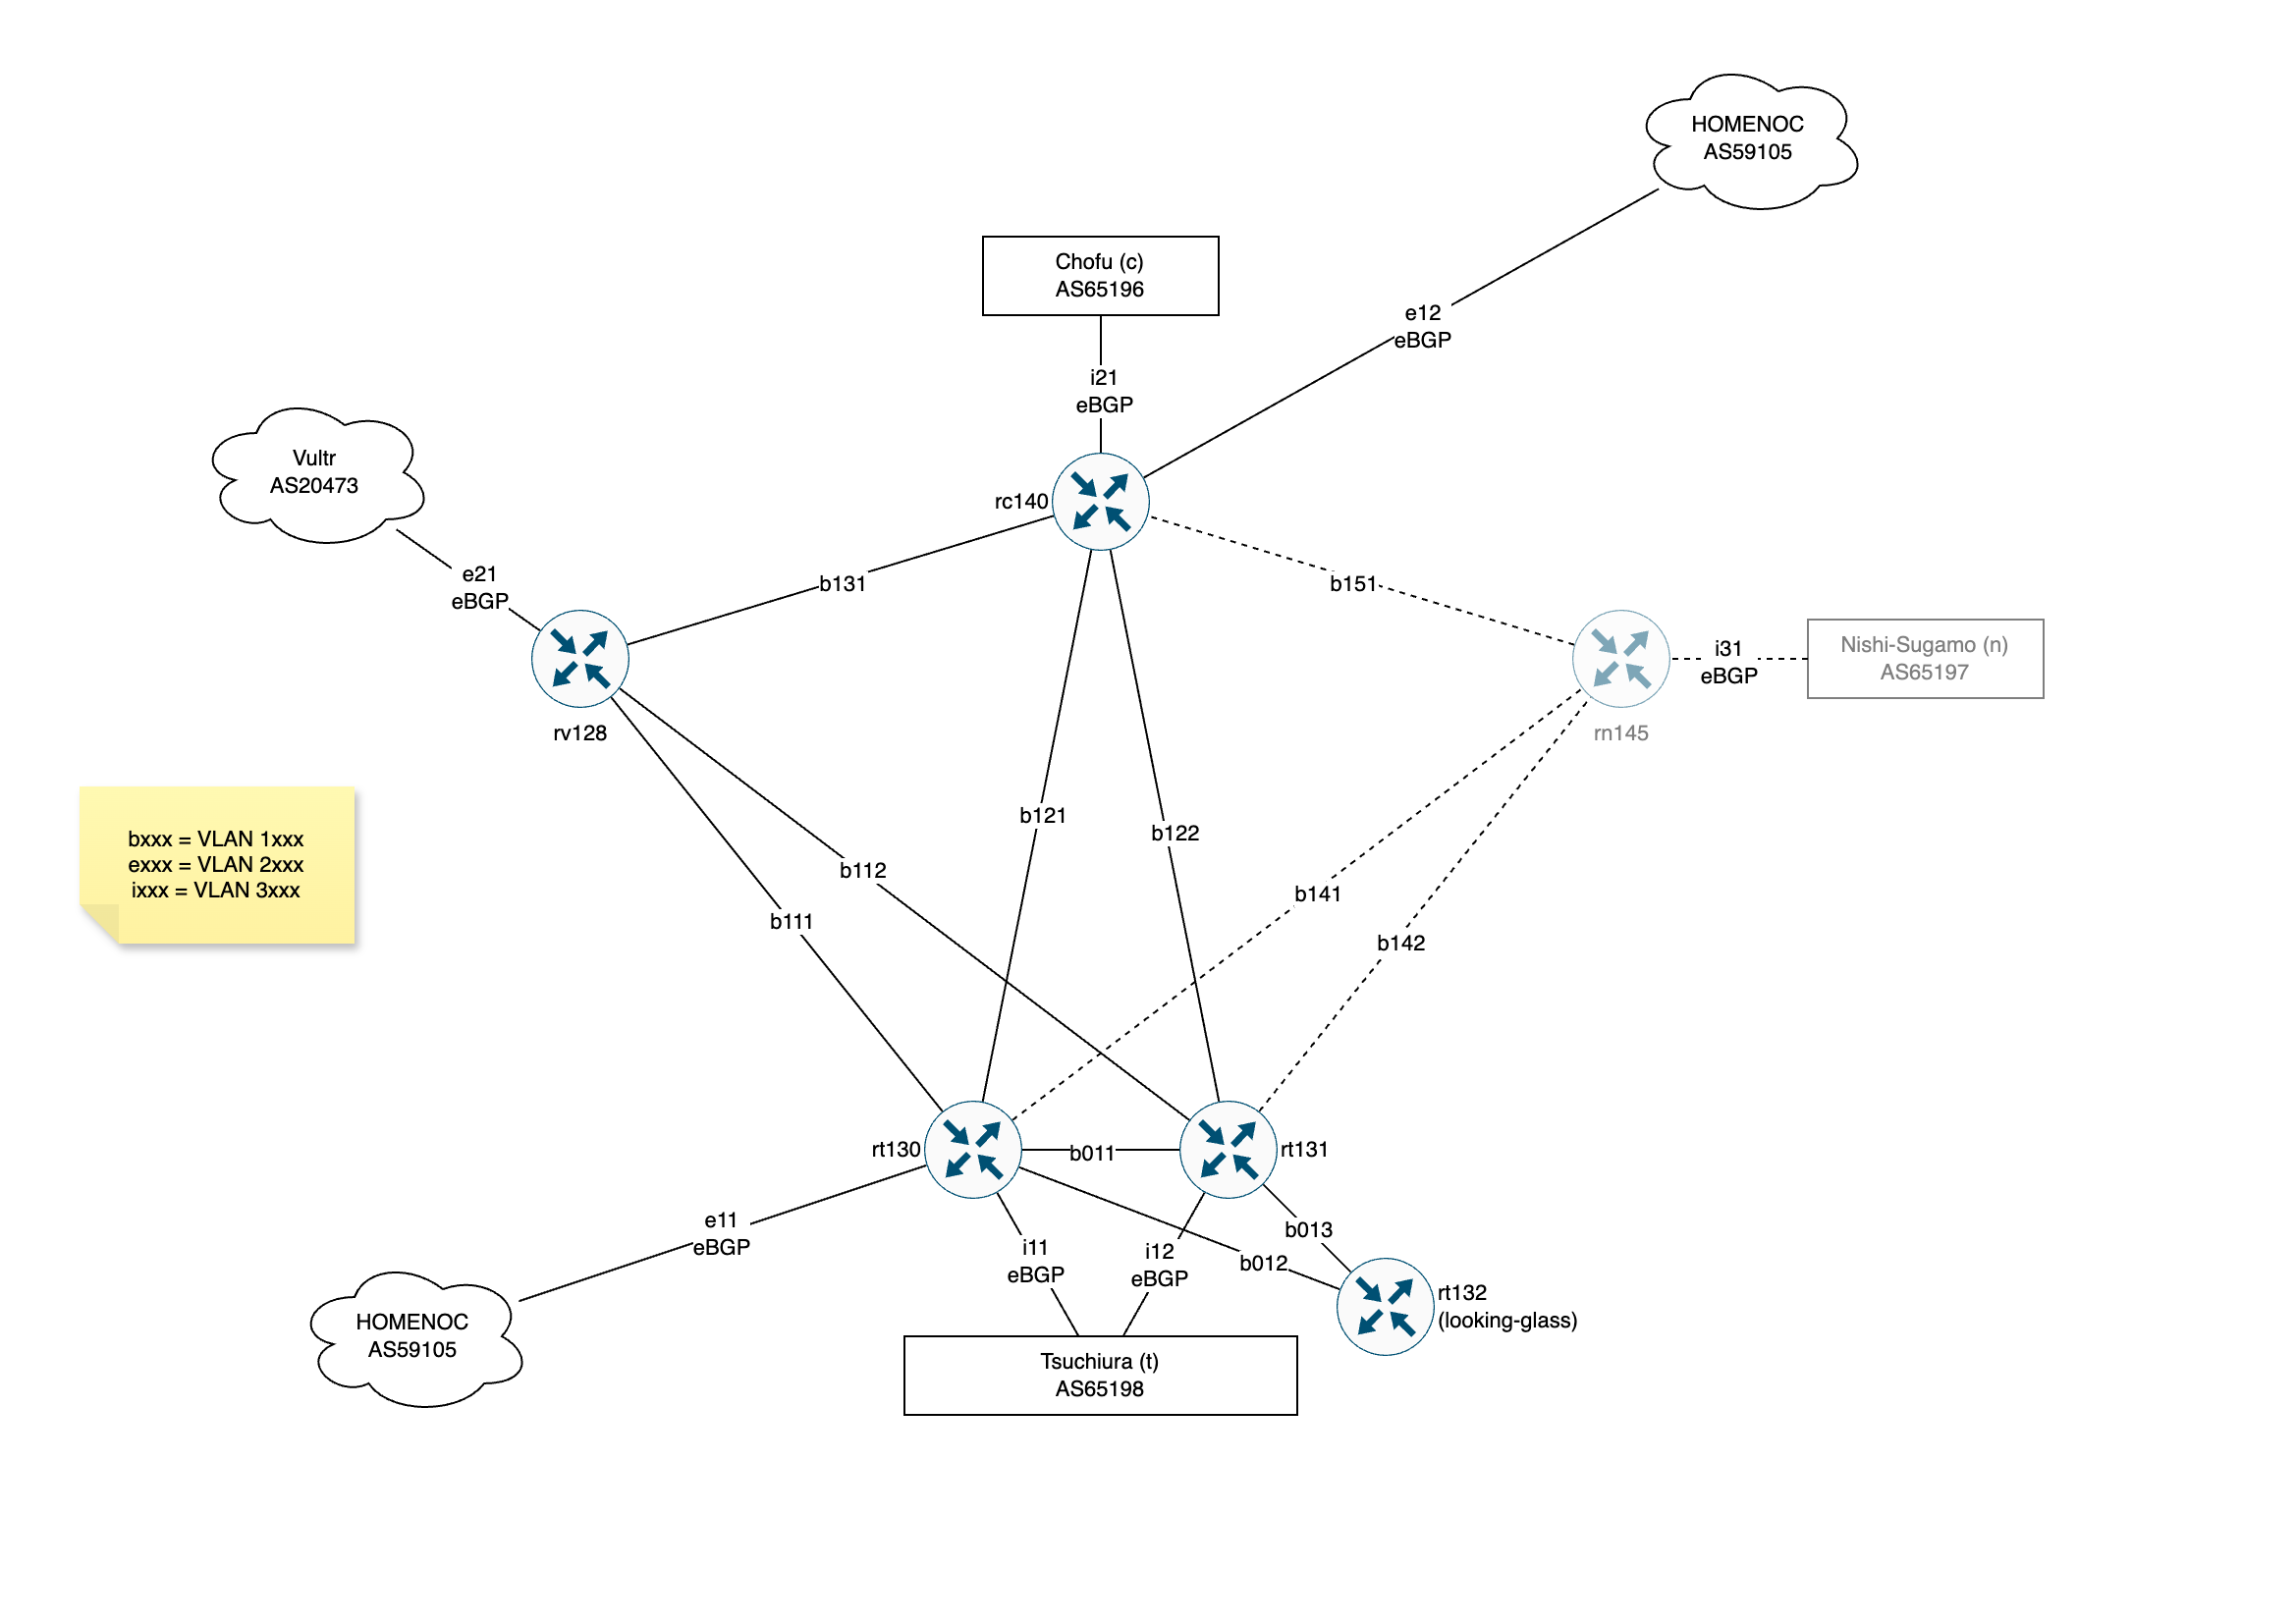 HOMENOC
AS59105
Chofu (c)
AS65196
e12
eBGP
i21
eBGP
Vultr
AS20473
rc140
e21
eBGP
b131
b151
i31
eBGP
Nishi-Sugamo (n)
AS65197
rv128
rn145
bxxx = VLAN 1xxx
exxx = VLAN 2xxx
ixxx = VLAN 3xxx
b121
b122
b112
b111
b141
b142
rt130
b011
rt131
e11
eBGP
i11
eBGP
i12
eBGP
b013
b012
rt132
(looking-glass)
HOMENOC
AS59105
Tsuchiura (t)
AS65198